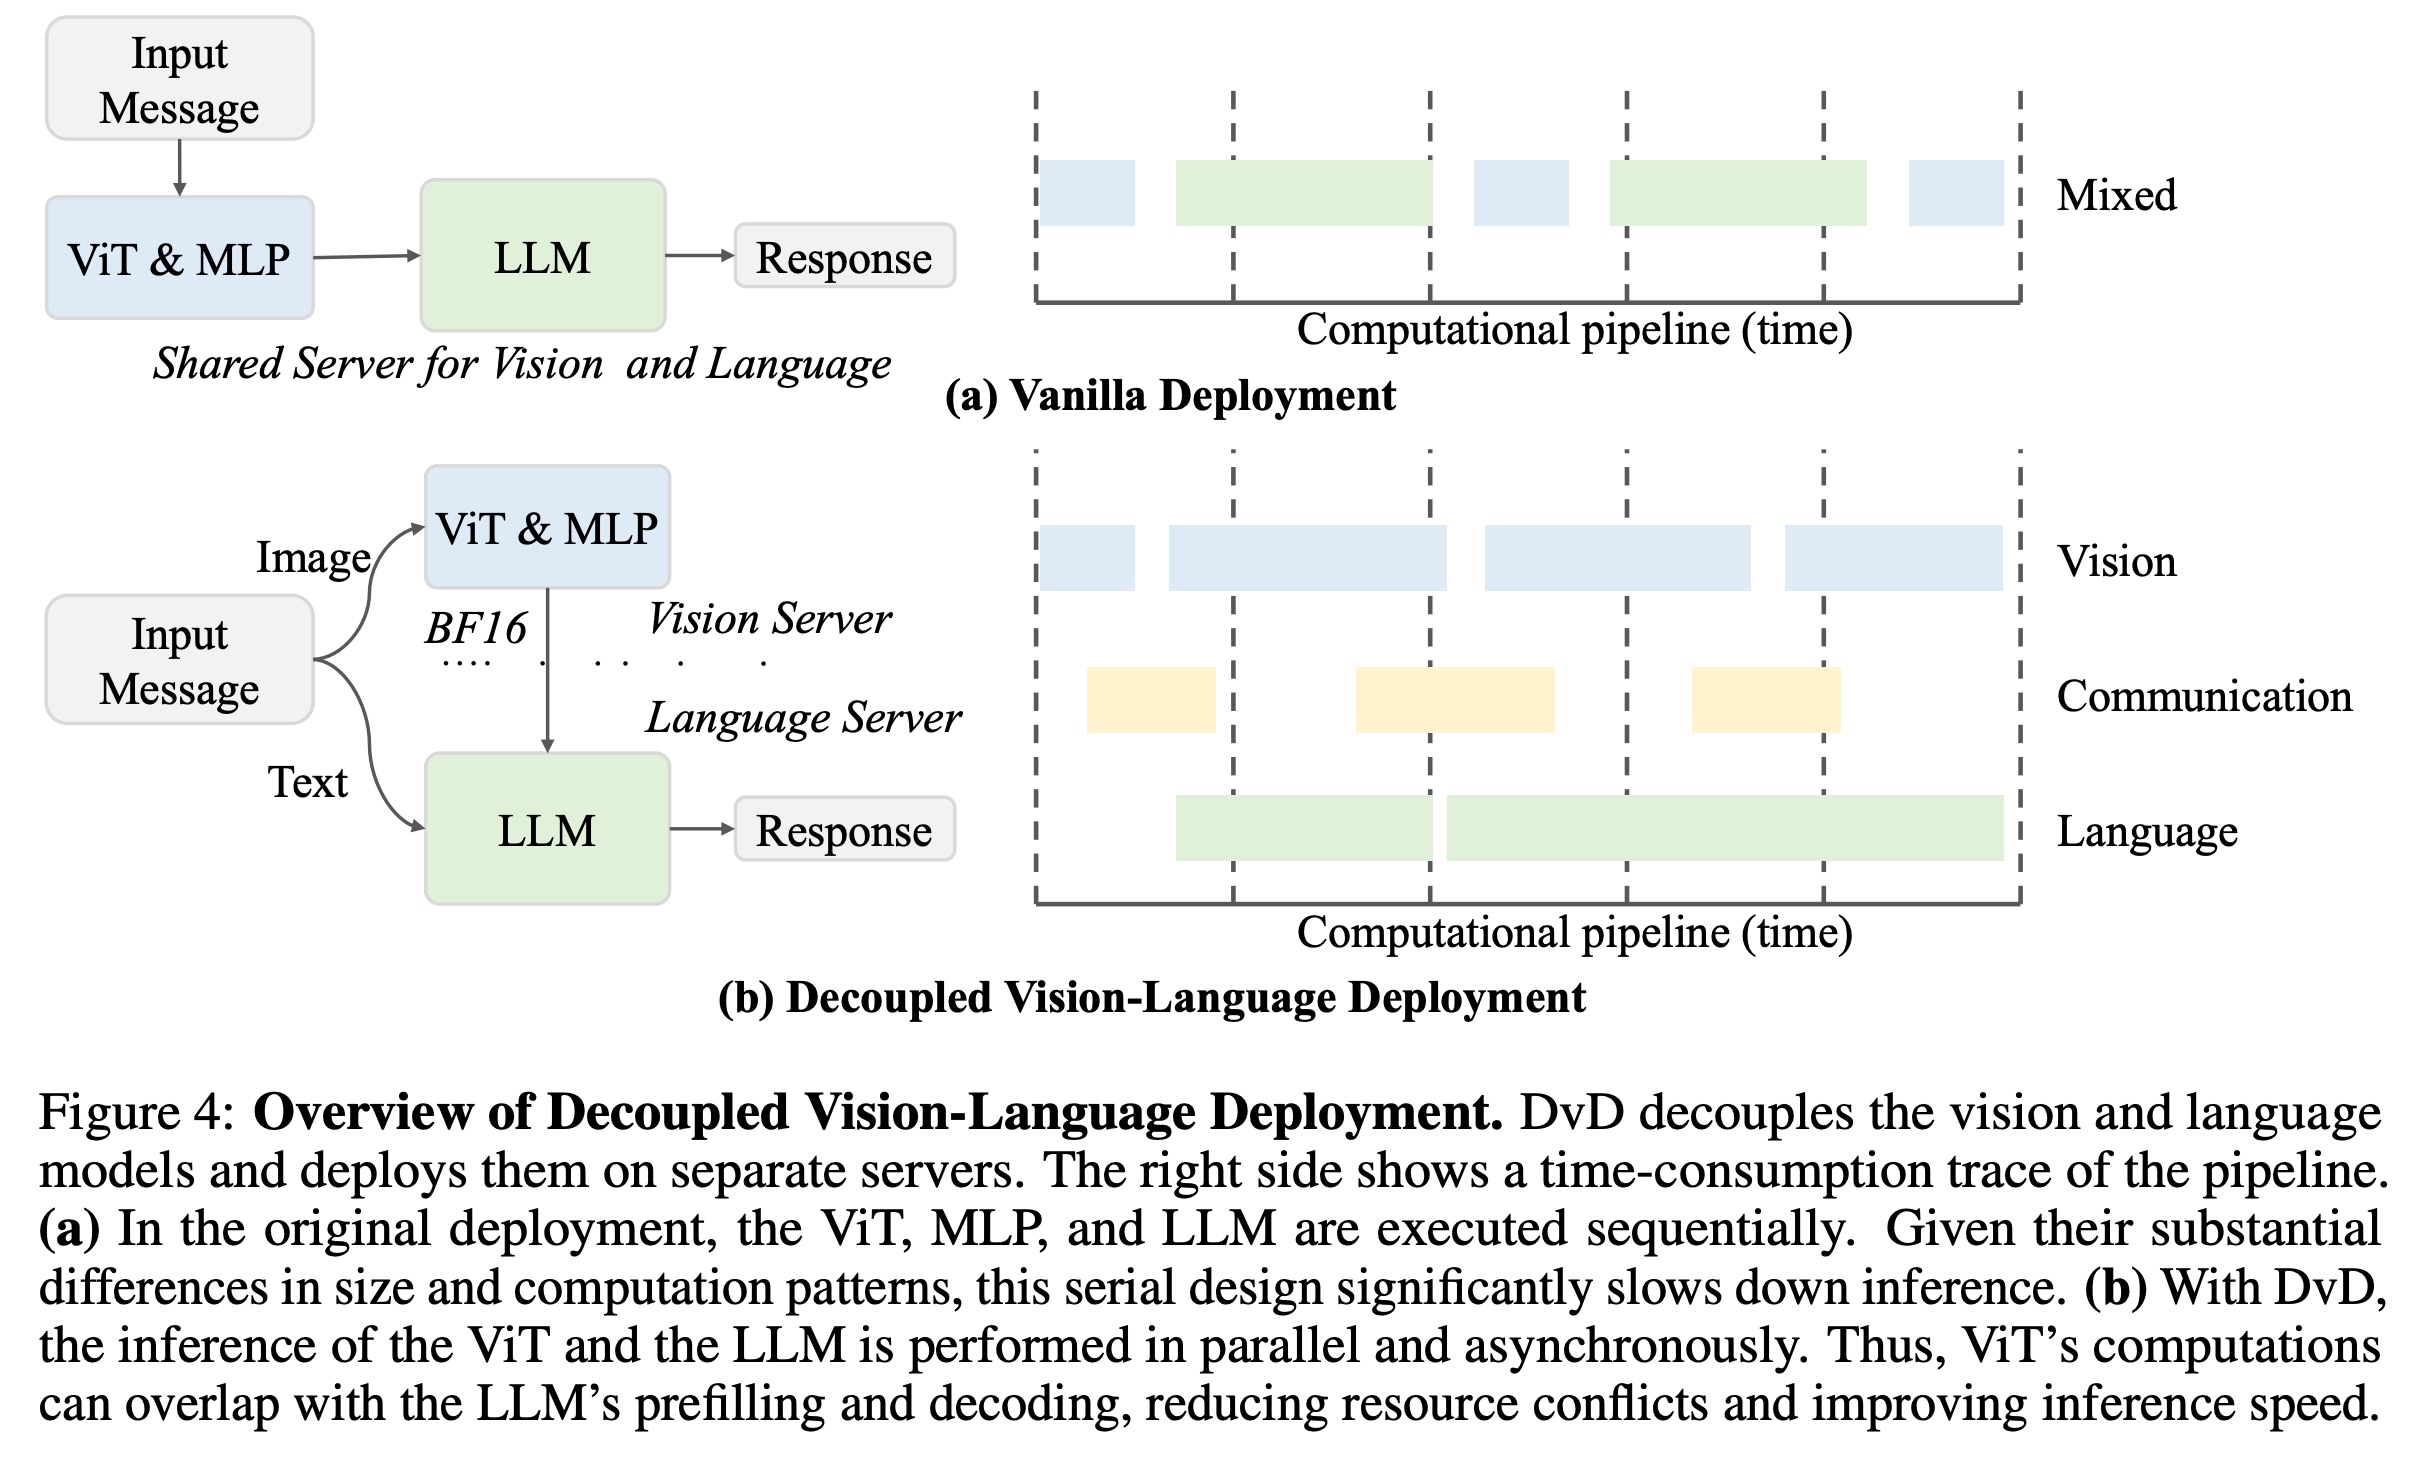 Input
Message
ViT & MLP
LLM
Response
Shared Server for Vision and Language
Mixed
Computational pipeline (time)
(a) Vanilla Deployment
Image
ViT & MLP
BF16
Vision Server
Input
Message
Language Server
Text
LLM
Response
Vision
Communication
Language
Computational pipeline (time)
(b) Decoupled Vision-Language Deployment
Figure 4: Overview of Decoupled Vision-Language Deployment. DvD decouples the vision and language
models and deploys them on separate servers. The right side shows a time-consumption trace of the pipeline.
(a) In the original deployment, the ViT, MLP, and LLM are executed sequentially. Given their substantial
differences in size and computation patterns, this serial design significantly slows down inference. (b) With DvD,
the inference of the ViT and the LLM is performed in parallel and asynchronously. Thus, ViT's computations
can overlap with the LLM's prefilling and decoding, reducing resource conflicts and improving inference speed.